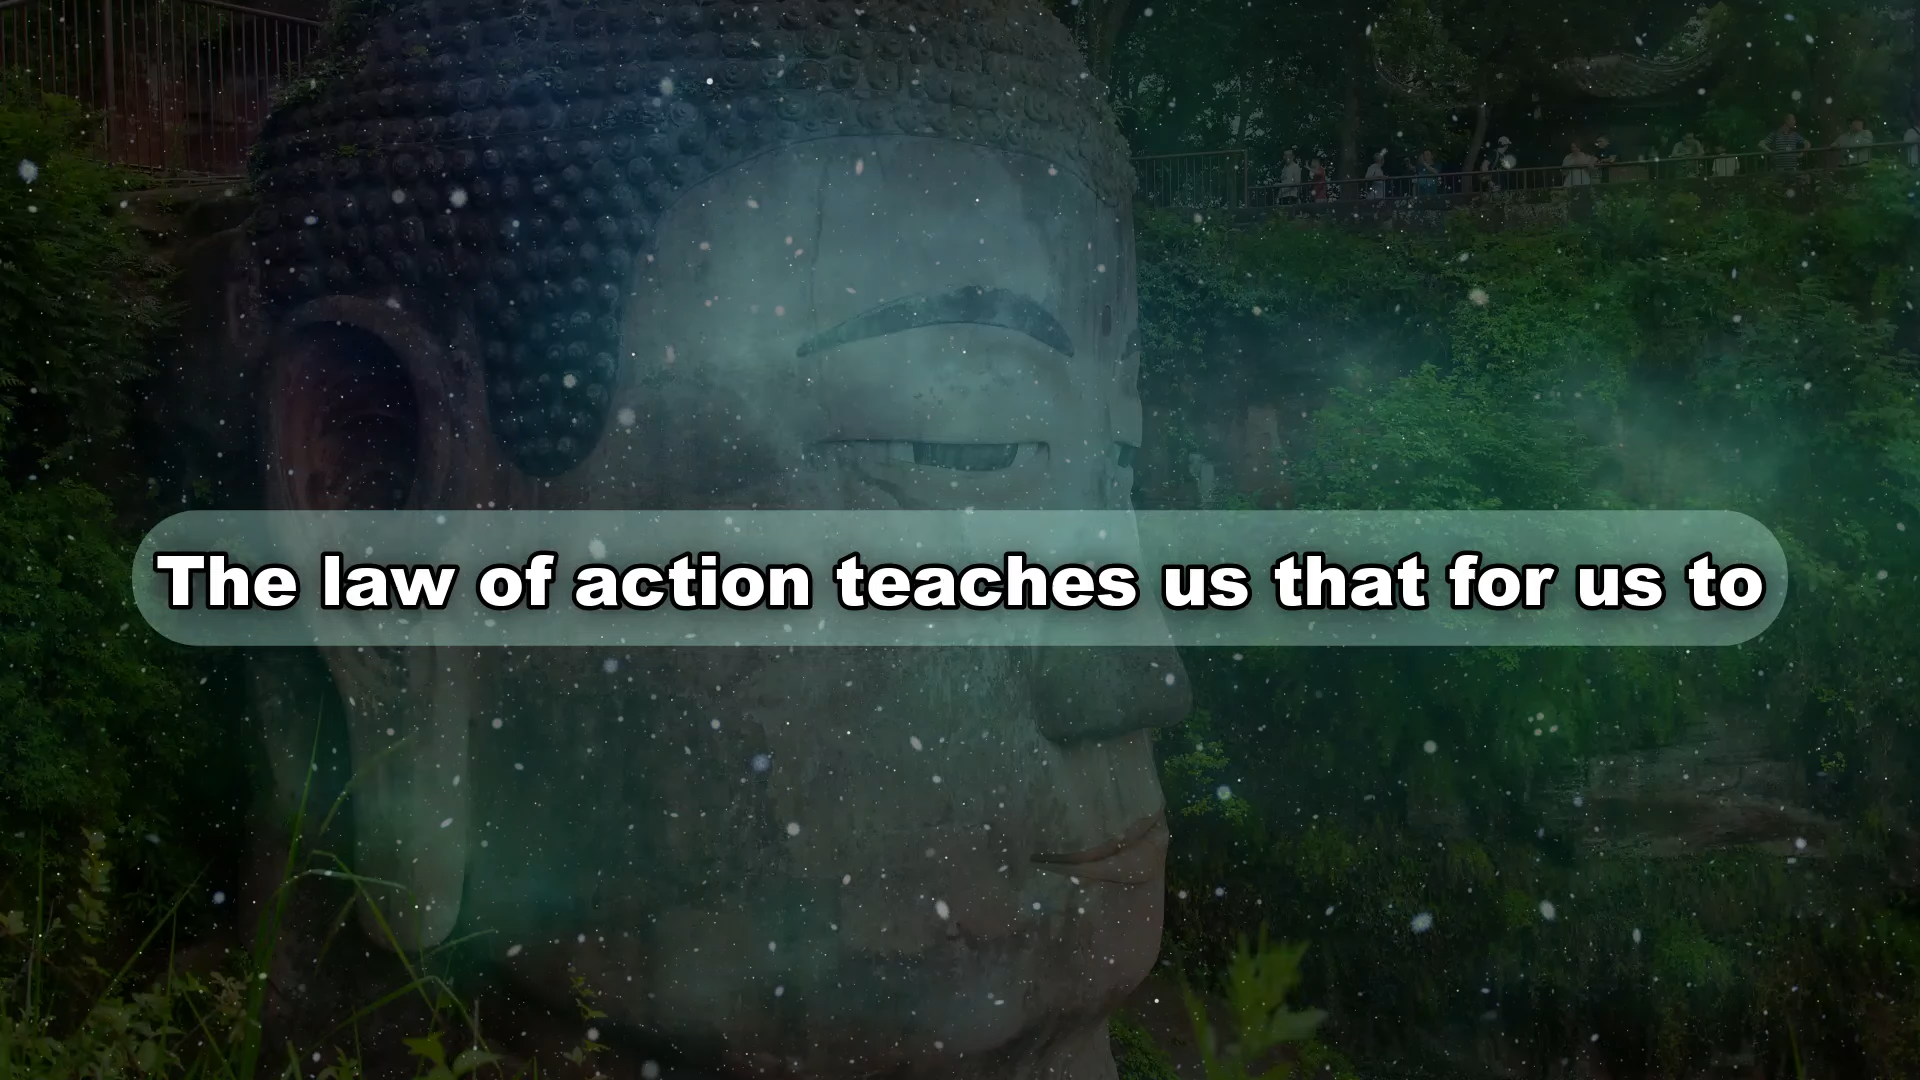 The law of action teaches us that for us to